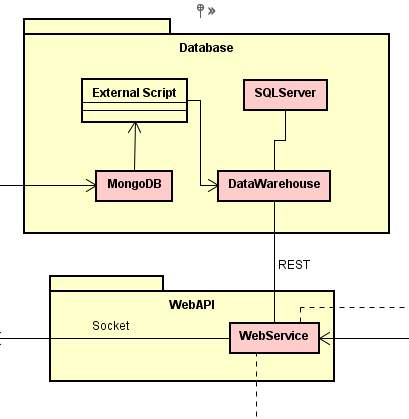 Database
External Script
SQLServer
MongoDB
DataWarehouse
REST
WebAPI
Socket
WebService